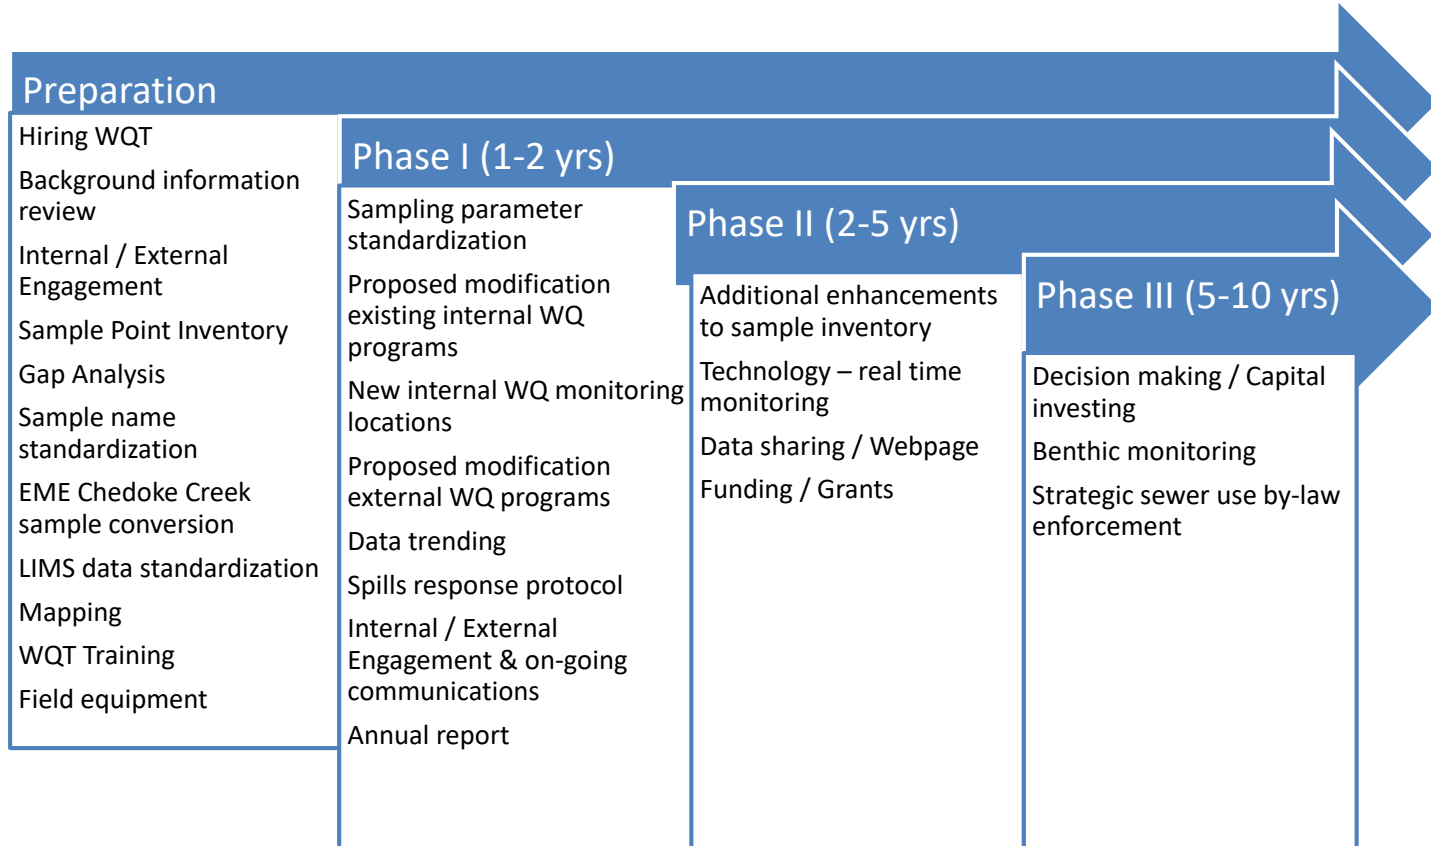 Preparation
Hiring WQT
Background information
review
Internal / External
Engagement
Sample Point Inventory
Gap Analysis
Sample name
standardization
EME Chedoke Creek
sample conversion
LIMS data standardization
Mapping
WQT Training
Field equipment
Phase I (1-2 yrs)
Sampling parameter
standardization
Proposed modification
existing internal WQ
programs
New internal WQ monitoring
locations
Proposed modification
external WQ programs
Data trending
Spills response protocol
Internal / External
Engagement & on-going
communications
Annual report
Phase II (2-5 yrs)
Additional enhancements
to sample inventory
Technology – real time
monitoring
Data sharing / Webpage
Funding / Grants
Phase III (5-10 yrs)
Decision making / Capital
investing
Benthic monitoring
Strategic sewer use by-law
enforcement